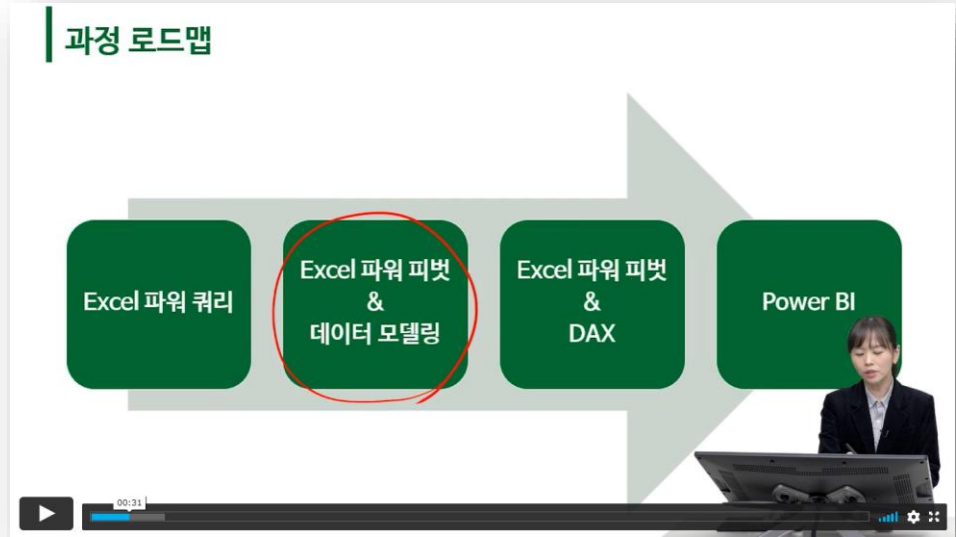 과정 로드맵
Excel 파워 쿼리
Excel 파워 피벗
&
데이터 모델링
Excel 파워 피벗
&
DAX
Power BI
00:31